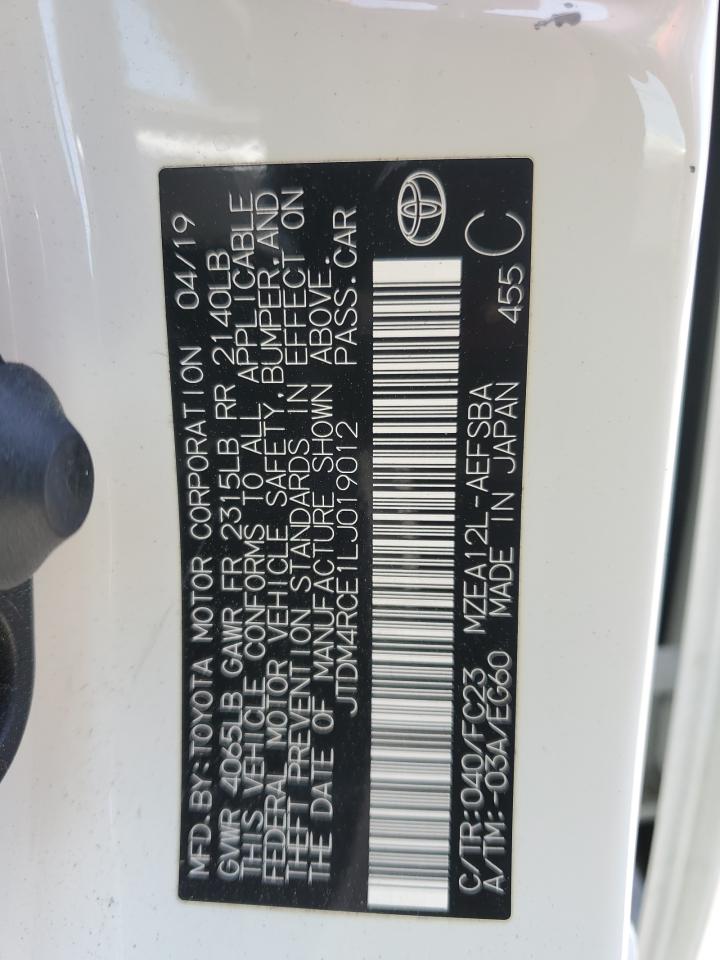 MFD.BY:TOYOTA MOTOR CORPORATION 04/19
GVWR 4065LB GAWR FR 2315LB RR 2140LB
THIS VEHICLE CONFORMS TO ALL APPLICABLE
FEDERAL MOTOR VEHICLE SAFETY,BUMPER,AND
THEFT PREVENTION STANDARDS IN EFFECT ON
THE DATE OF MANUFACTURE SHOWN ABOVE.
JTDM4RCE1LJ019012 PASS.CAR
C/TR:040/FC23 MZEA12L-AEFSBA
A/TM:-03A/EG60 MADE IN JAPAN 455 C